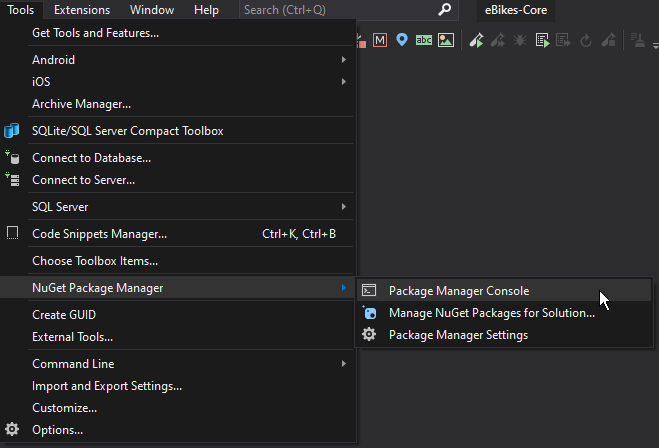 Tools Extensions Window Help Search (Ctrl+Q) eBikes-Core
Get Tools and Features...
M abc
Android
iOS
Archive Manager...
SQLite/SQL Server Compact Toolbox
Connect to Database...
Connect to Server...
SQL Server
Code Snippets Manager... Ctrl+K, Ctrl+B
Choose Toolbox Items...
NuGet Package Manager
Package Manager Console
Manage NuGet Packages for Solution...
Package Manager Settings
Create GUID
External Tools...
Command Line
Import and Export Settings...
Customize...
Options...